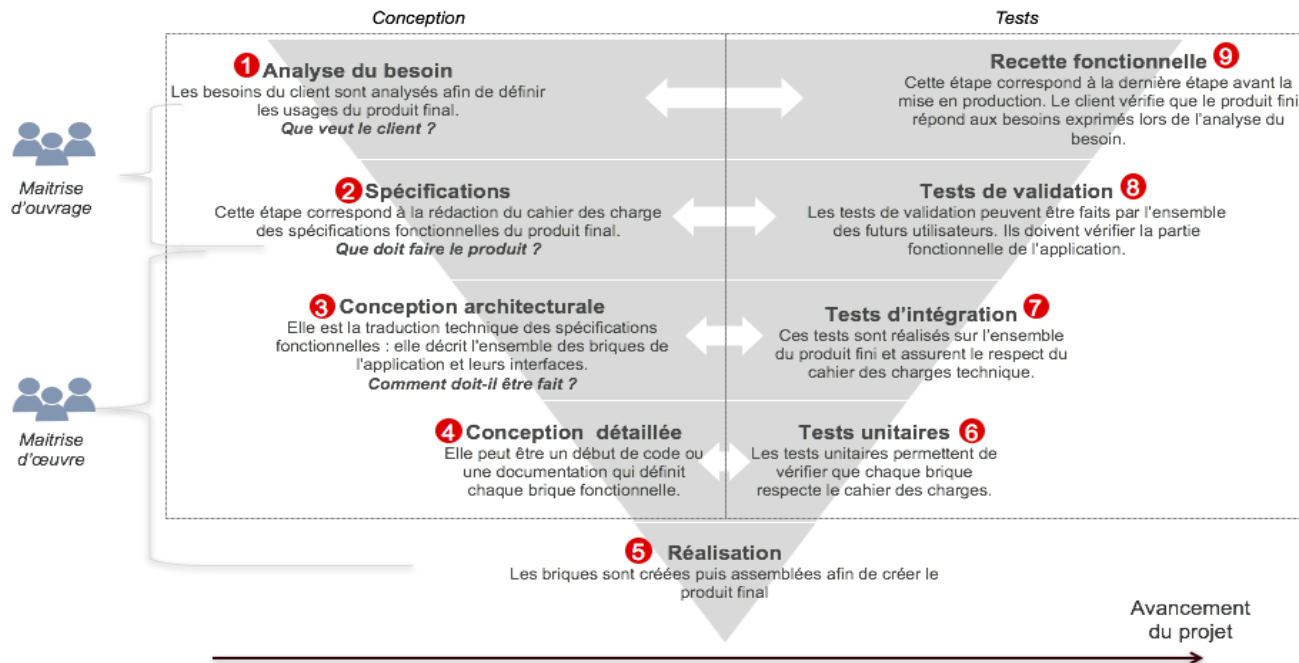 Conception
Tests
1 Analyse du besoin
Les besoins du client sont analysés afin de définir
les usages du produit final.
Que veut le client ?
Recette fonctionnelle 9
Cette étape correspond à la dernière étape avant la
mise en production. Le client vérifie que le produit fini
répond aux besoins exprimés lors de l'analyse du
besoin.
Maitrise
d'ouvrage
2 Spécifications
Cette étape correspond à la rédaction du cahier des charge
des spécifications fonctionnelles du produit final.
Que doit faire le produit ?
Tests de validation 8
Les tests de validation peuvent être faits par l'ensemble
des futurs utilisateurs. Ils doivent vérifier la partie
fonctionnelle de l'application.
3 Conception architecturale
Elle est la traduction technique des spécifications
fonctionnelles : elle décrit l'ensemble des briques de
l'application et leurs interfaces.
Comment doit-il être fait ?
Tests d'intégration 7
Ces tests sont réalisés sur l'ensemble
du produit fini et assurent le respect du
cahier des charges technique.
Maitrise
d'œuvre
4 Conception détaillée
Elle peut être un début de code ou
une documentation qui définit
chaque brique fonctionnelle.
Tests unitaires 6
Les tests unitaires permettent de
vérifier que chaque brique
respecte le cahier des charges.
5 Réalisation
Les briques sont créées puis assemblées afin de créer le
produit final
Avancement
du projet